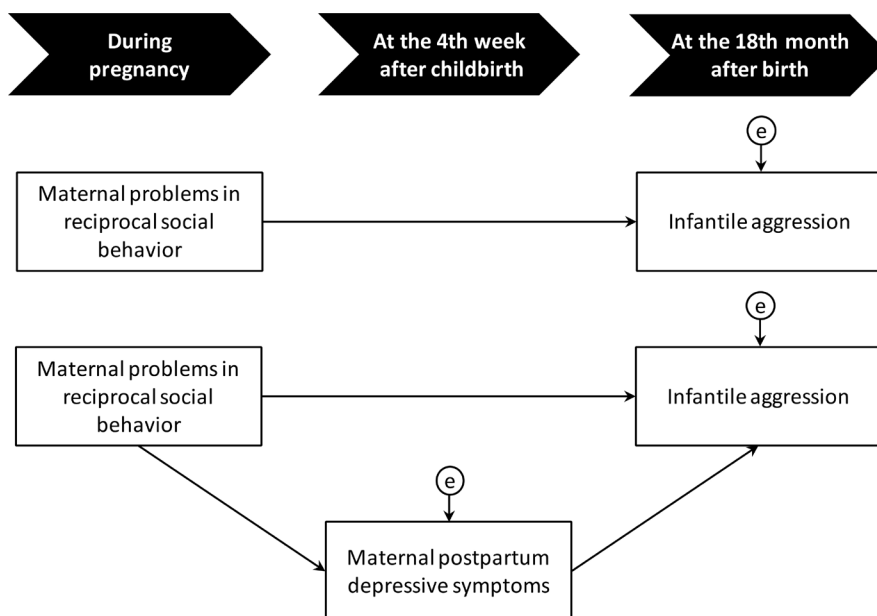 During
pregnancy
At the 4th week
after childbirth
At the 18th month
after birth
e
Maternal problems in
reciprocal social
behavior
Infantile aggression
e
Maternal problems in
reciprocal social
behavior
Infantile aggression
e
Maternal postpartum
depressive symptoms